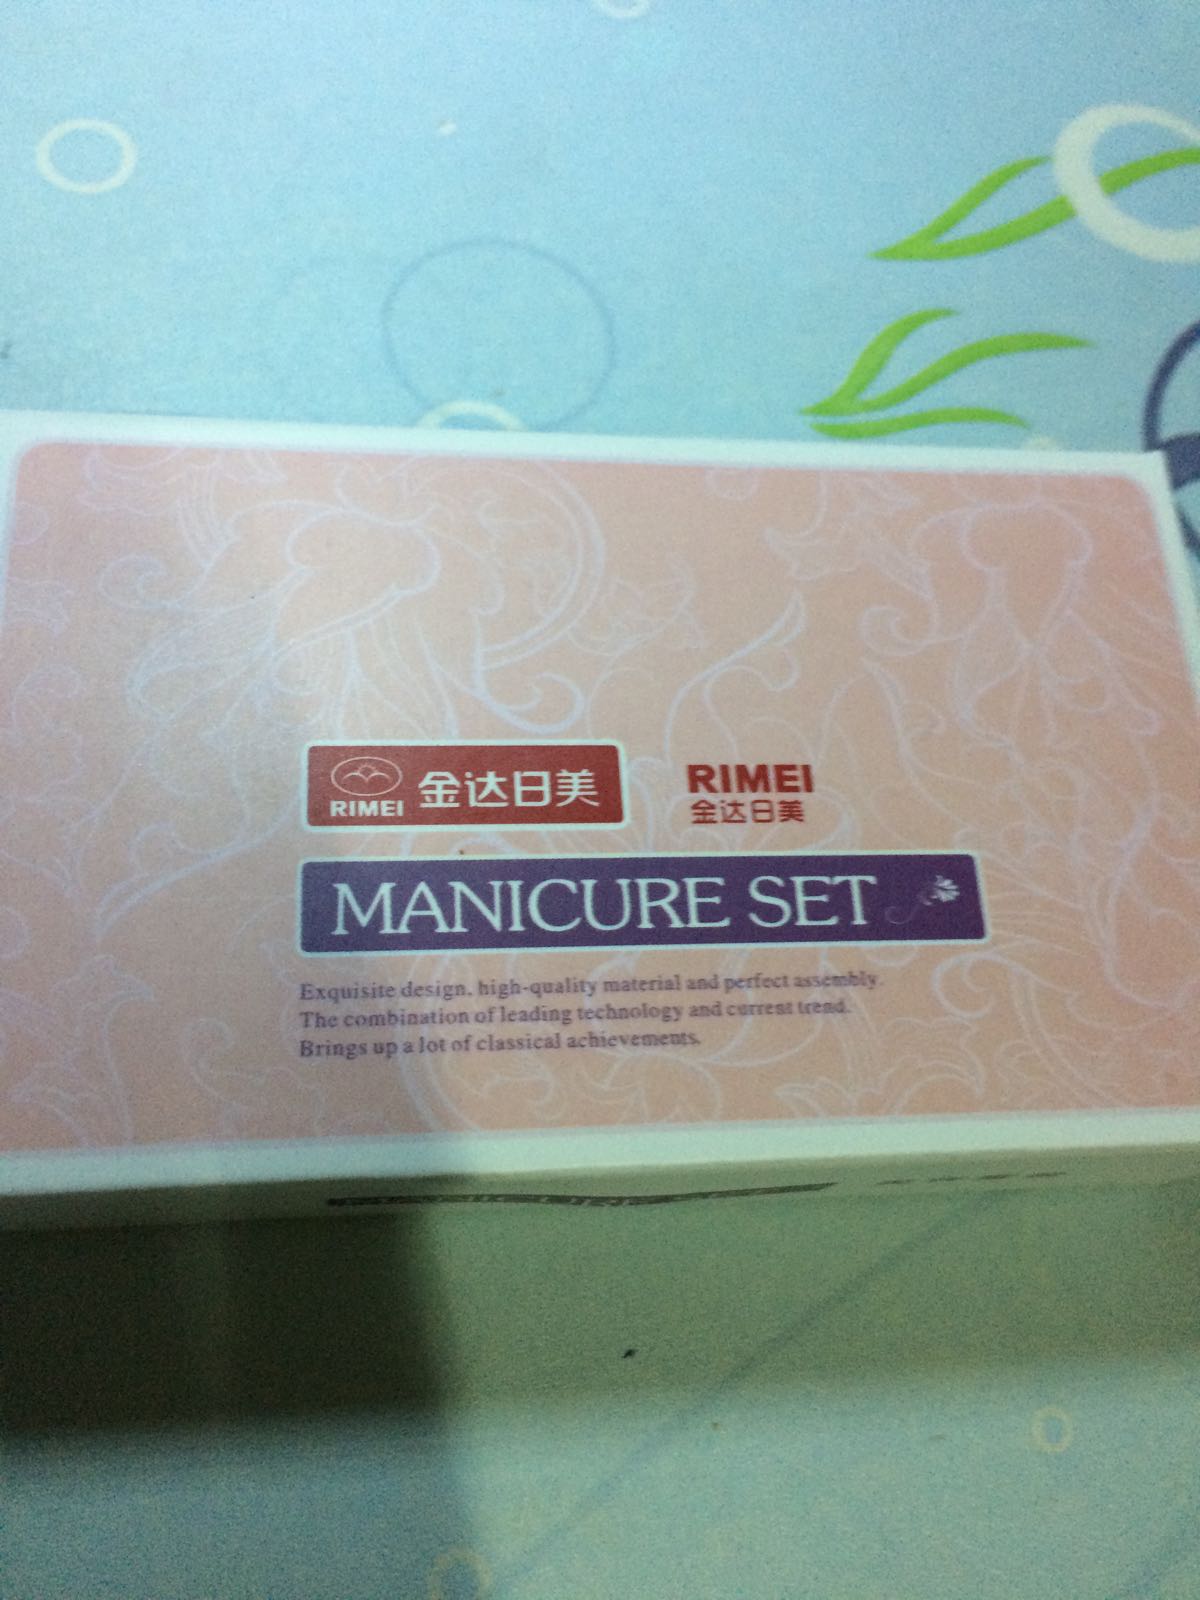 RIMEI 金达日美
RIMEI
金达日美
MANICURE SET
Exquisite design, high-quality material and perfect assembly.
The combination of leading technology and current trend.
Brings up a lot of classical achievements.